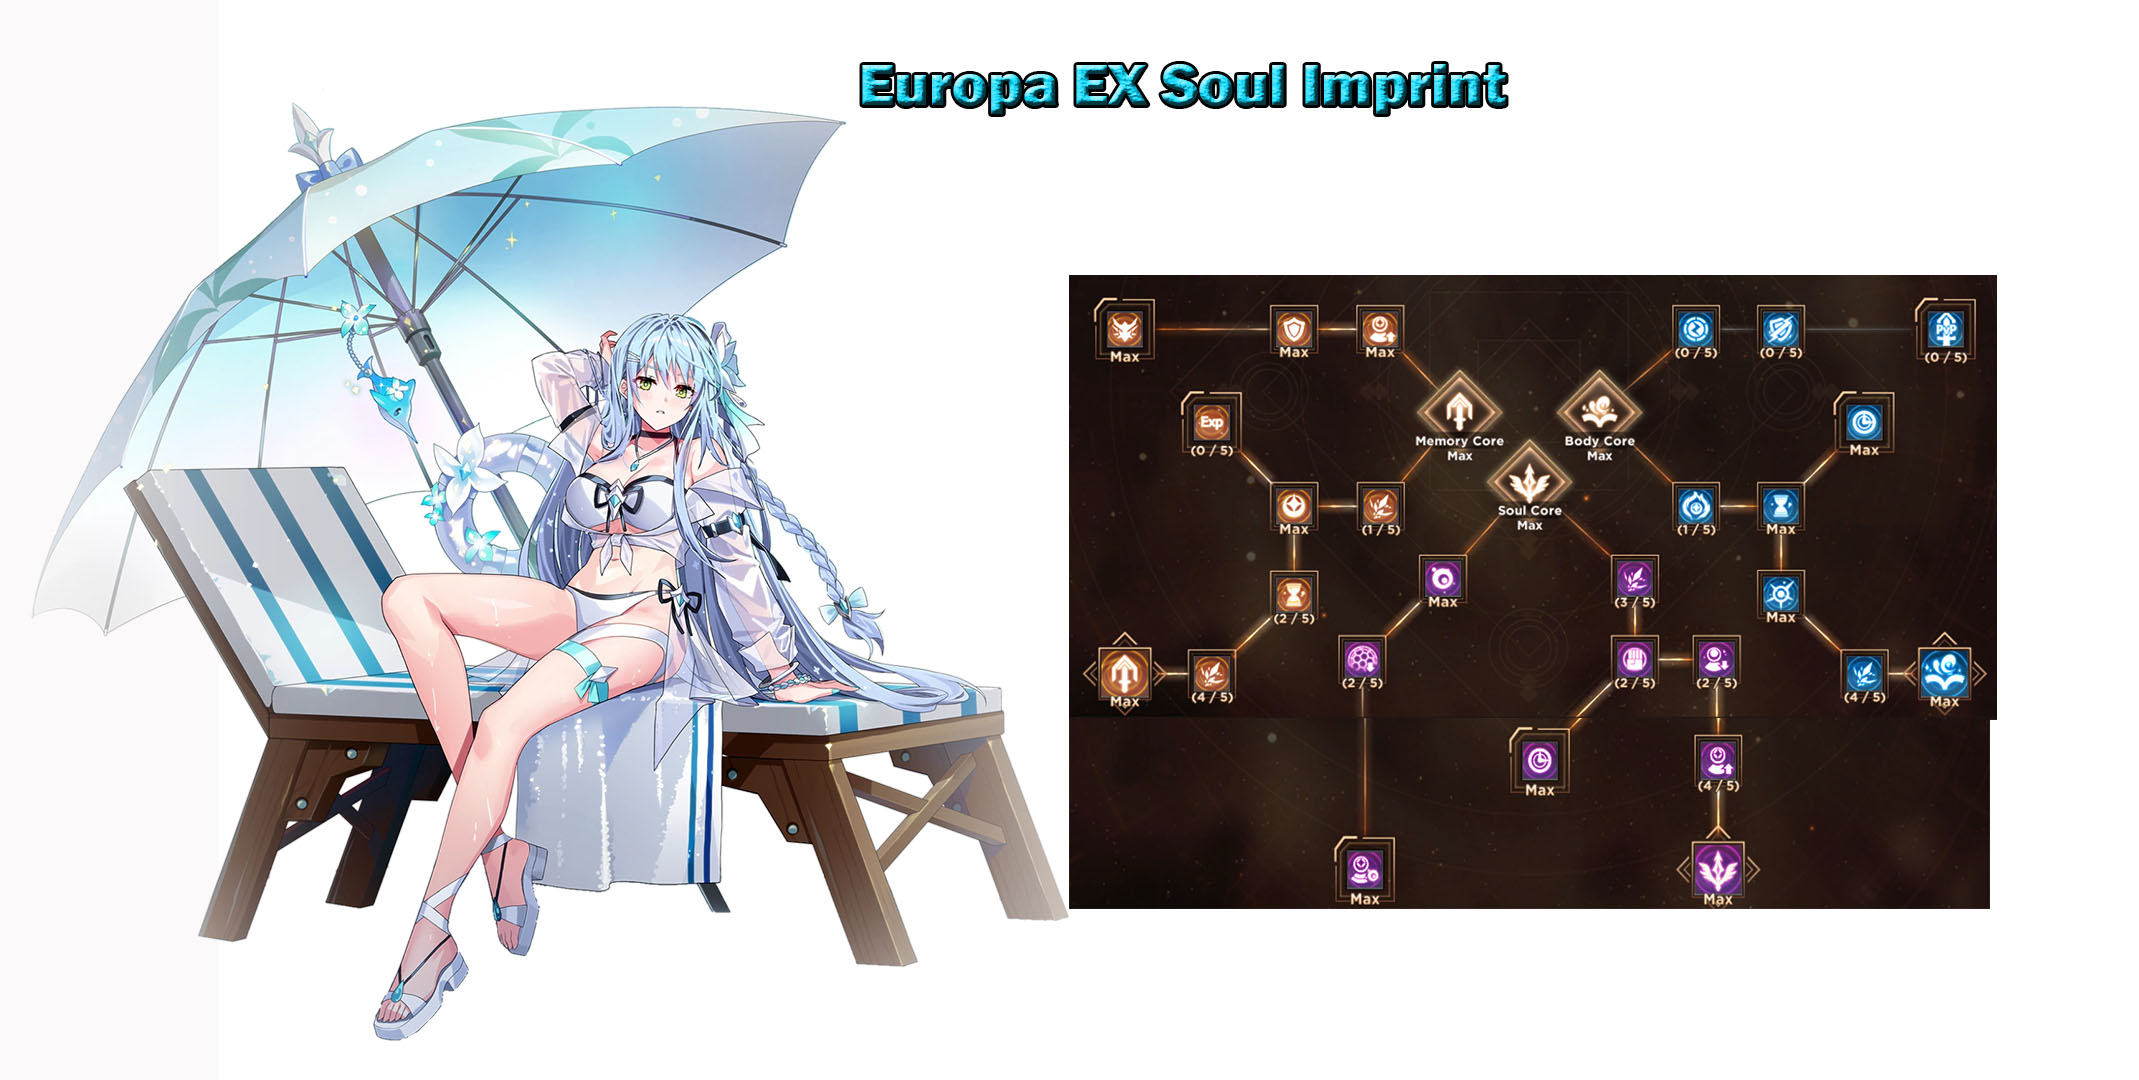 Europa EX Soul Imprint
Max
Max
Max
(0 / 5)
(0 / 5)
PVP
(0 / 5)
Exp
(0 / 5)
Memory Core
Max
Body Core
Max
Max
Soul Core
Max
Max
(1 / 5)
(1 / 5)
Max
Max
(3 / 5)
(2 / 5)
Max
(2 / 5)
(2 / 5)
(2 / 5)
Max
(4 / 5)
(4 / 5)
Max
Max
(4 / 5)
Max
Max